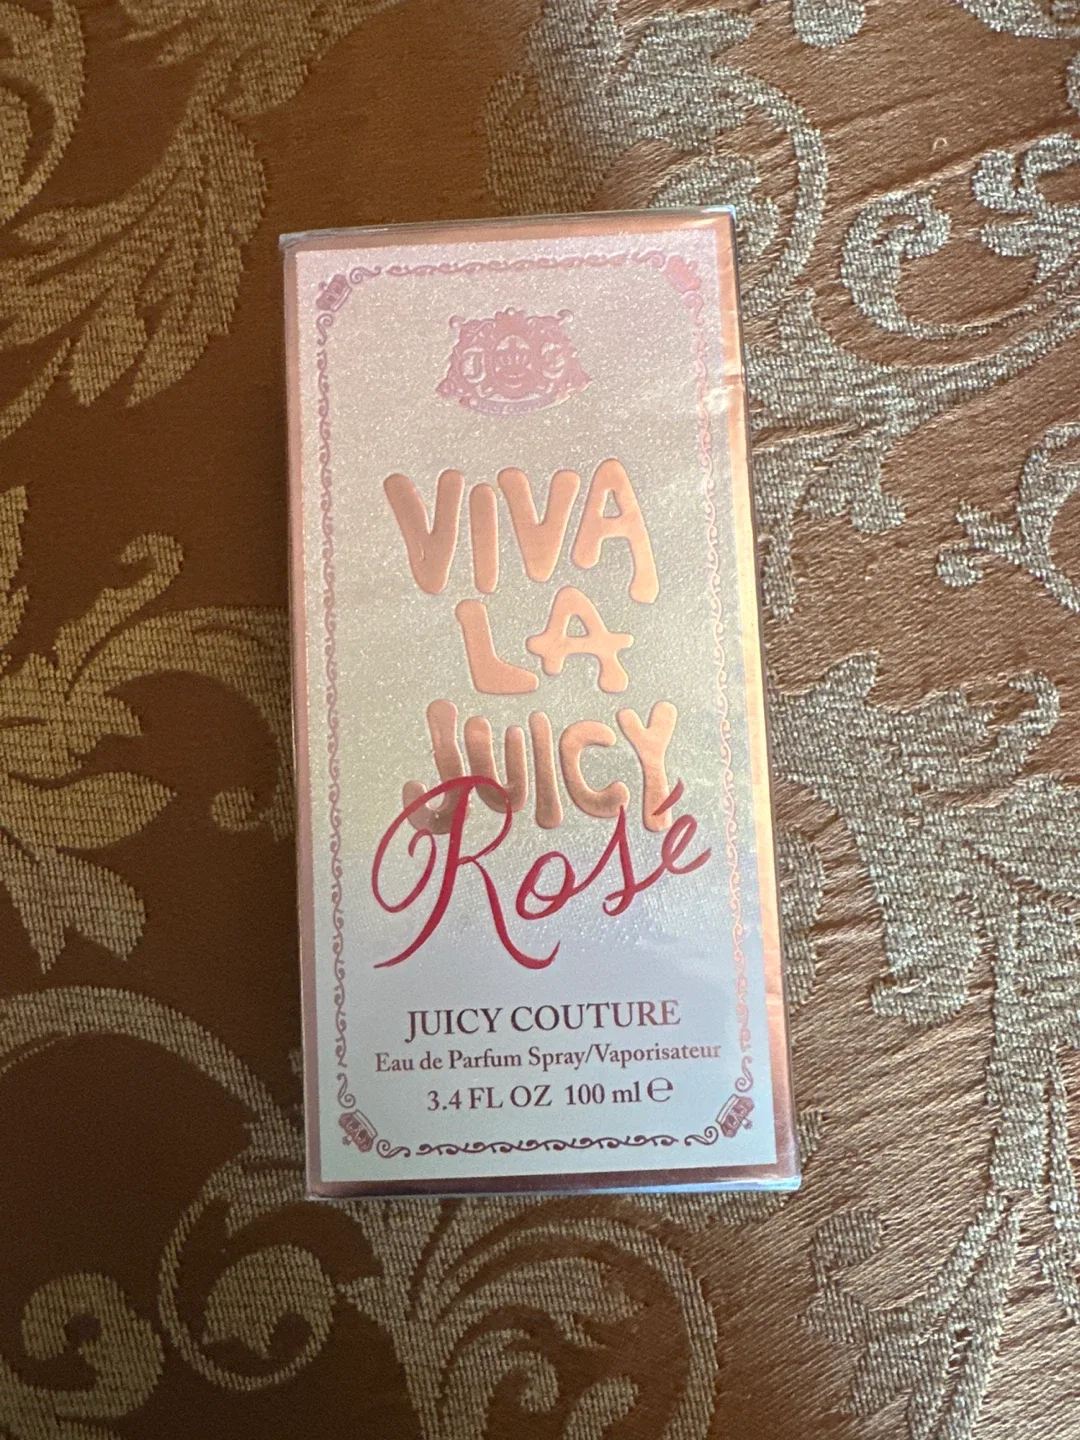 J C
VIVA
LA
JUICY
Rosé
JUICY COUTURE
Eau de Parfum Spray/Vaporisateur
3.4 FL OZ 100 ml ℮